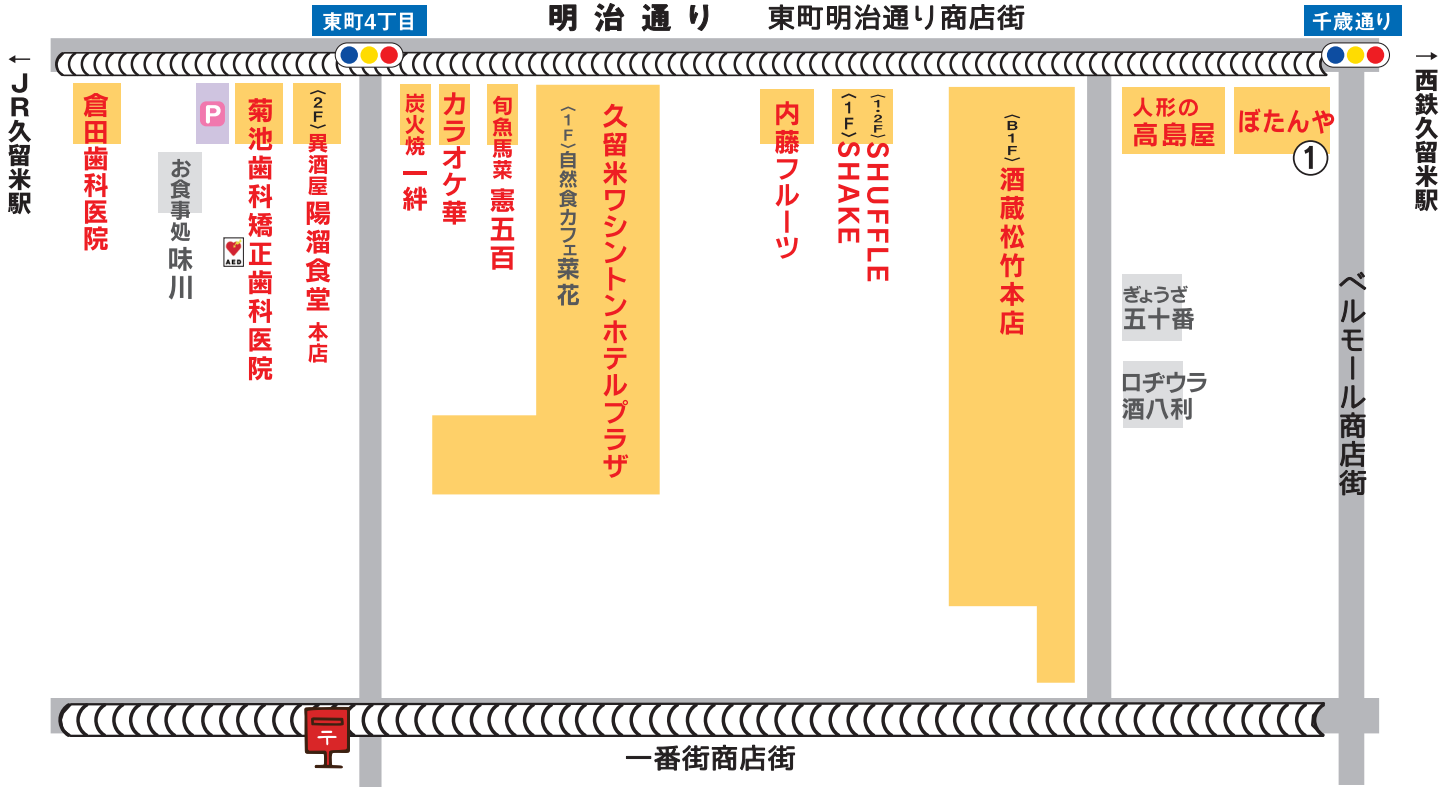 東町4丁目
明治通り
東町明治通り商店街
千歳通り
←JR久留米駅
→西鉄久留米駅
倉田歯科医院
お食事処 味川
P
AED
菊池歯科矯正歯科医院
〈2F〉異酒屋 陽溜食堂 本店
炭火焼 一絆
カラオケ華
旬魚馬菜 憲五百
〈1F〉自然食カフェ菜花
久留米ワシントンホテルプラザ
内藤フルーツ
〈1F〉SHAKE
〈1・2F〉SHUFFLE
〈B1F〉酒蔵松竹本店
人形の
高島屋
ぼたんや
1
ぎょうざ
五十番
ロヂウラ
酒八利
ベルモール商店街
〒
一番街商店街